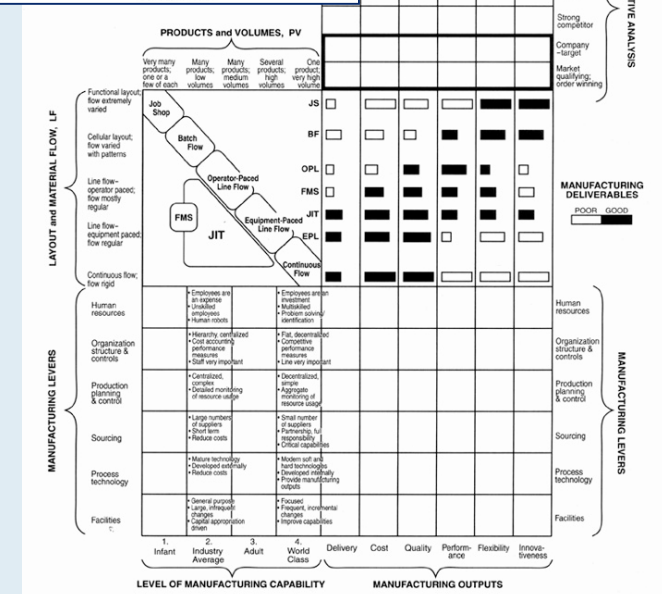 Strong
competitor
Company
-target
Market
qualifying;
order winning
TIVE ANALYSIS
PRODUCTS and VOLUMES, PV
Very many
products;
one or a
few of each
Many
products;
low
volumes
Many
products;
medium
volumes
Several
products;
high
volumes
One
product;
very high
volume
LAYOUT and MATERIAL FLOW, LF
Functional layout;
flow extremely
varied
Cellular layout;
flow varied
with patterns
Line flow–
operator paced;
flow mostly
regular
Line flow–
equipment paced;
flow regular
Continuous flow;
flow rigid
Job
Shop
Batch
Flow
Operator-Paced
Line Flow
Equipment-Paced
Line Flow
Continuous
Flow
FMS
JIT
JS
BF
OPL
FMS
JIT
EPL
MANUFACTURING
DELIVERABLES
POOR GOOD
MANUFACTURING LEVERS
Human
resources
• Employees are
an expense
• Unskilled
employees
• Human robots
• Employees are an
investment
• Multiskilled
• Problem solving/
identification
Human
resources
Organization
structure &
controls
• Hierarchy, centralized
• Cost accounting
performance
measures
• Staff very important
• Flat, decentralized
• Competitive
performance
measures
• Line very important
Organization
structure &
controls
Production
planning
& control
• Centralized,
complex
• Detailed monitoring
of resource usage
• Decentralized,
simple
• Aggregate
monitoring of
resource usage
Production
planning
& control
Sourcing
• Large numbers
of suppliers
• Short term
• Reduce costs
• Small number
of suppliers
• Partnership, full
responsibility
• Critical capabilities
Sourcing
Process
technology
• Mature technology
• Developed externally
• Reduce costs
• Modern soft and
hard technologies
• Developed internally
• Provide manufacturing
outputs
Process
technology
Facilities
• General purpose
• Large, infrequent
changes
• Capital appropriation
driven
• Focused
• Frequent, incremental
changes
• Improve capabilities
Facilities
MANUFACTURING LEVERS
1.
Infant
2.
Industry
Average
3.
Adult
4.
World
Class
Delivery
Cost
Quality
Perform-
ance
Flexibility
Innova-
tiveness
LEVEL OF MANUFACTURING CAPABILITY
MANUFACTURING OUTPUTS